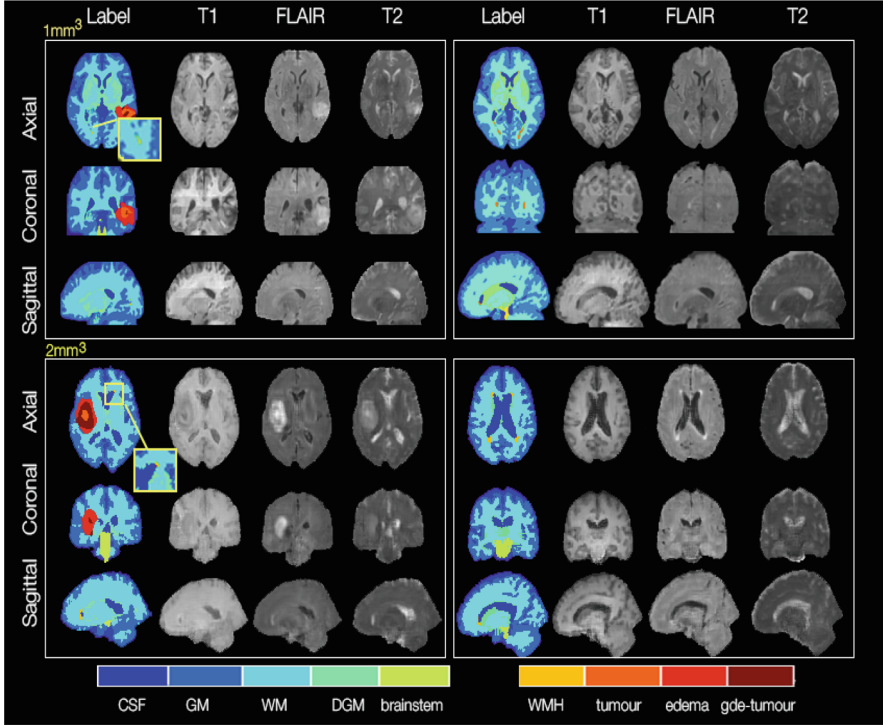 Label T1 FLAIR T2 Label T1 FLAIR T2
1mm³
Axial
Coronal
Sagittal
2mm³
Axial
Coronal
Sagittal
CSF GM WM DGM brainstem WMH tumour edema gde-tumour